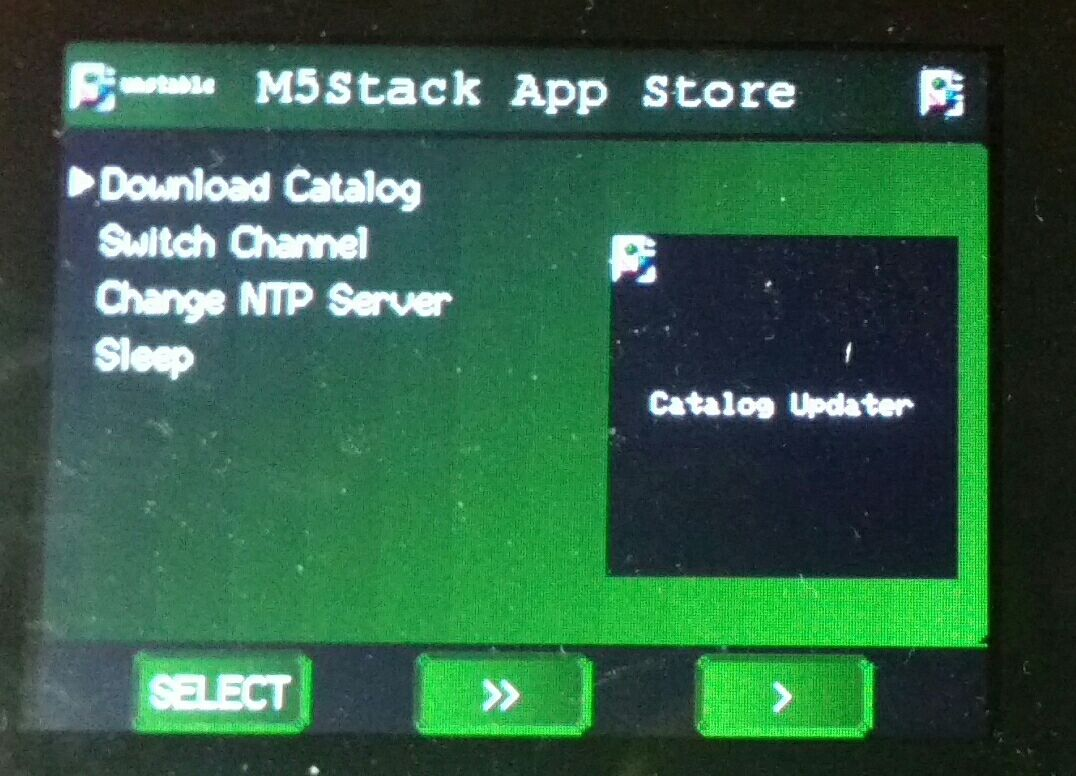 unstable M5Stack App Store
Download Catalog
Switch Channel
Change NTP Server
Sleep
Catalog Updater
SELECT >> >